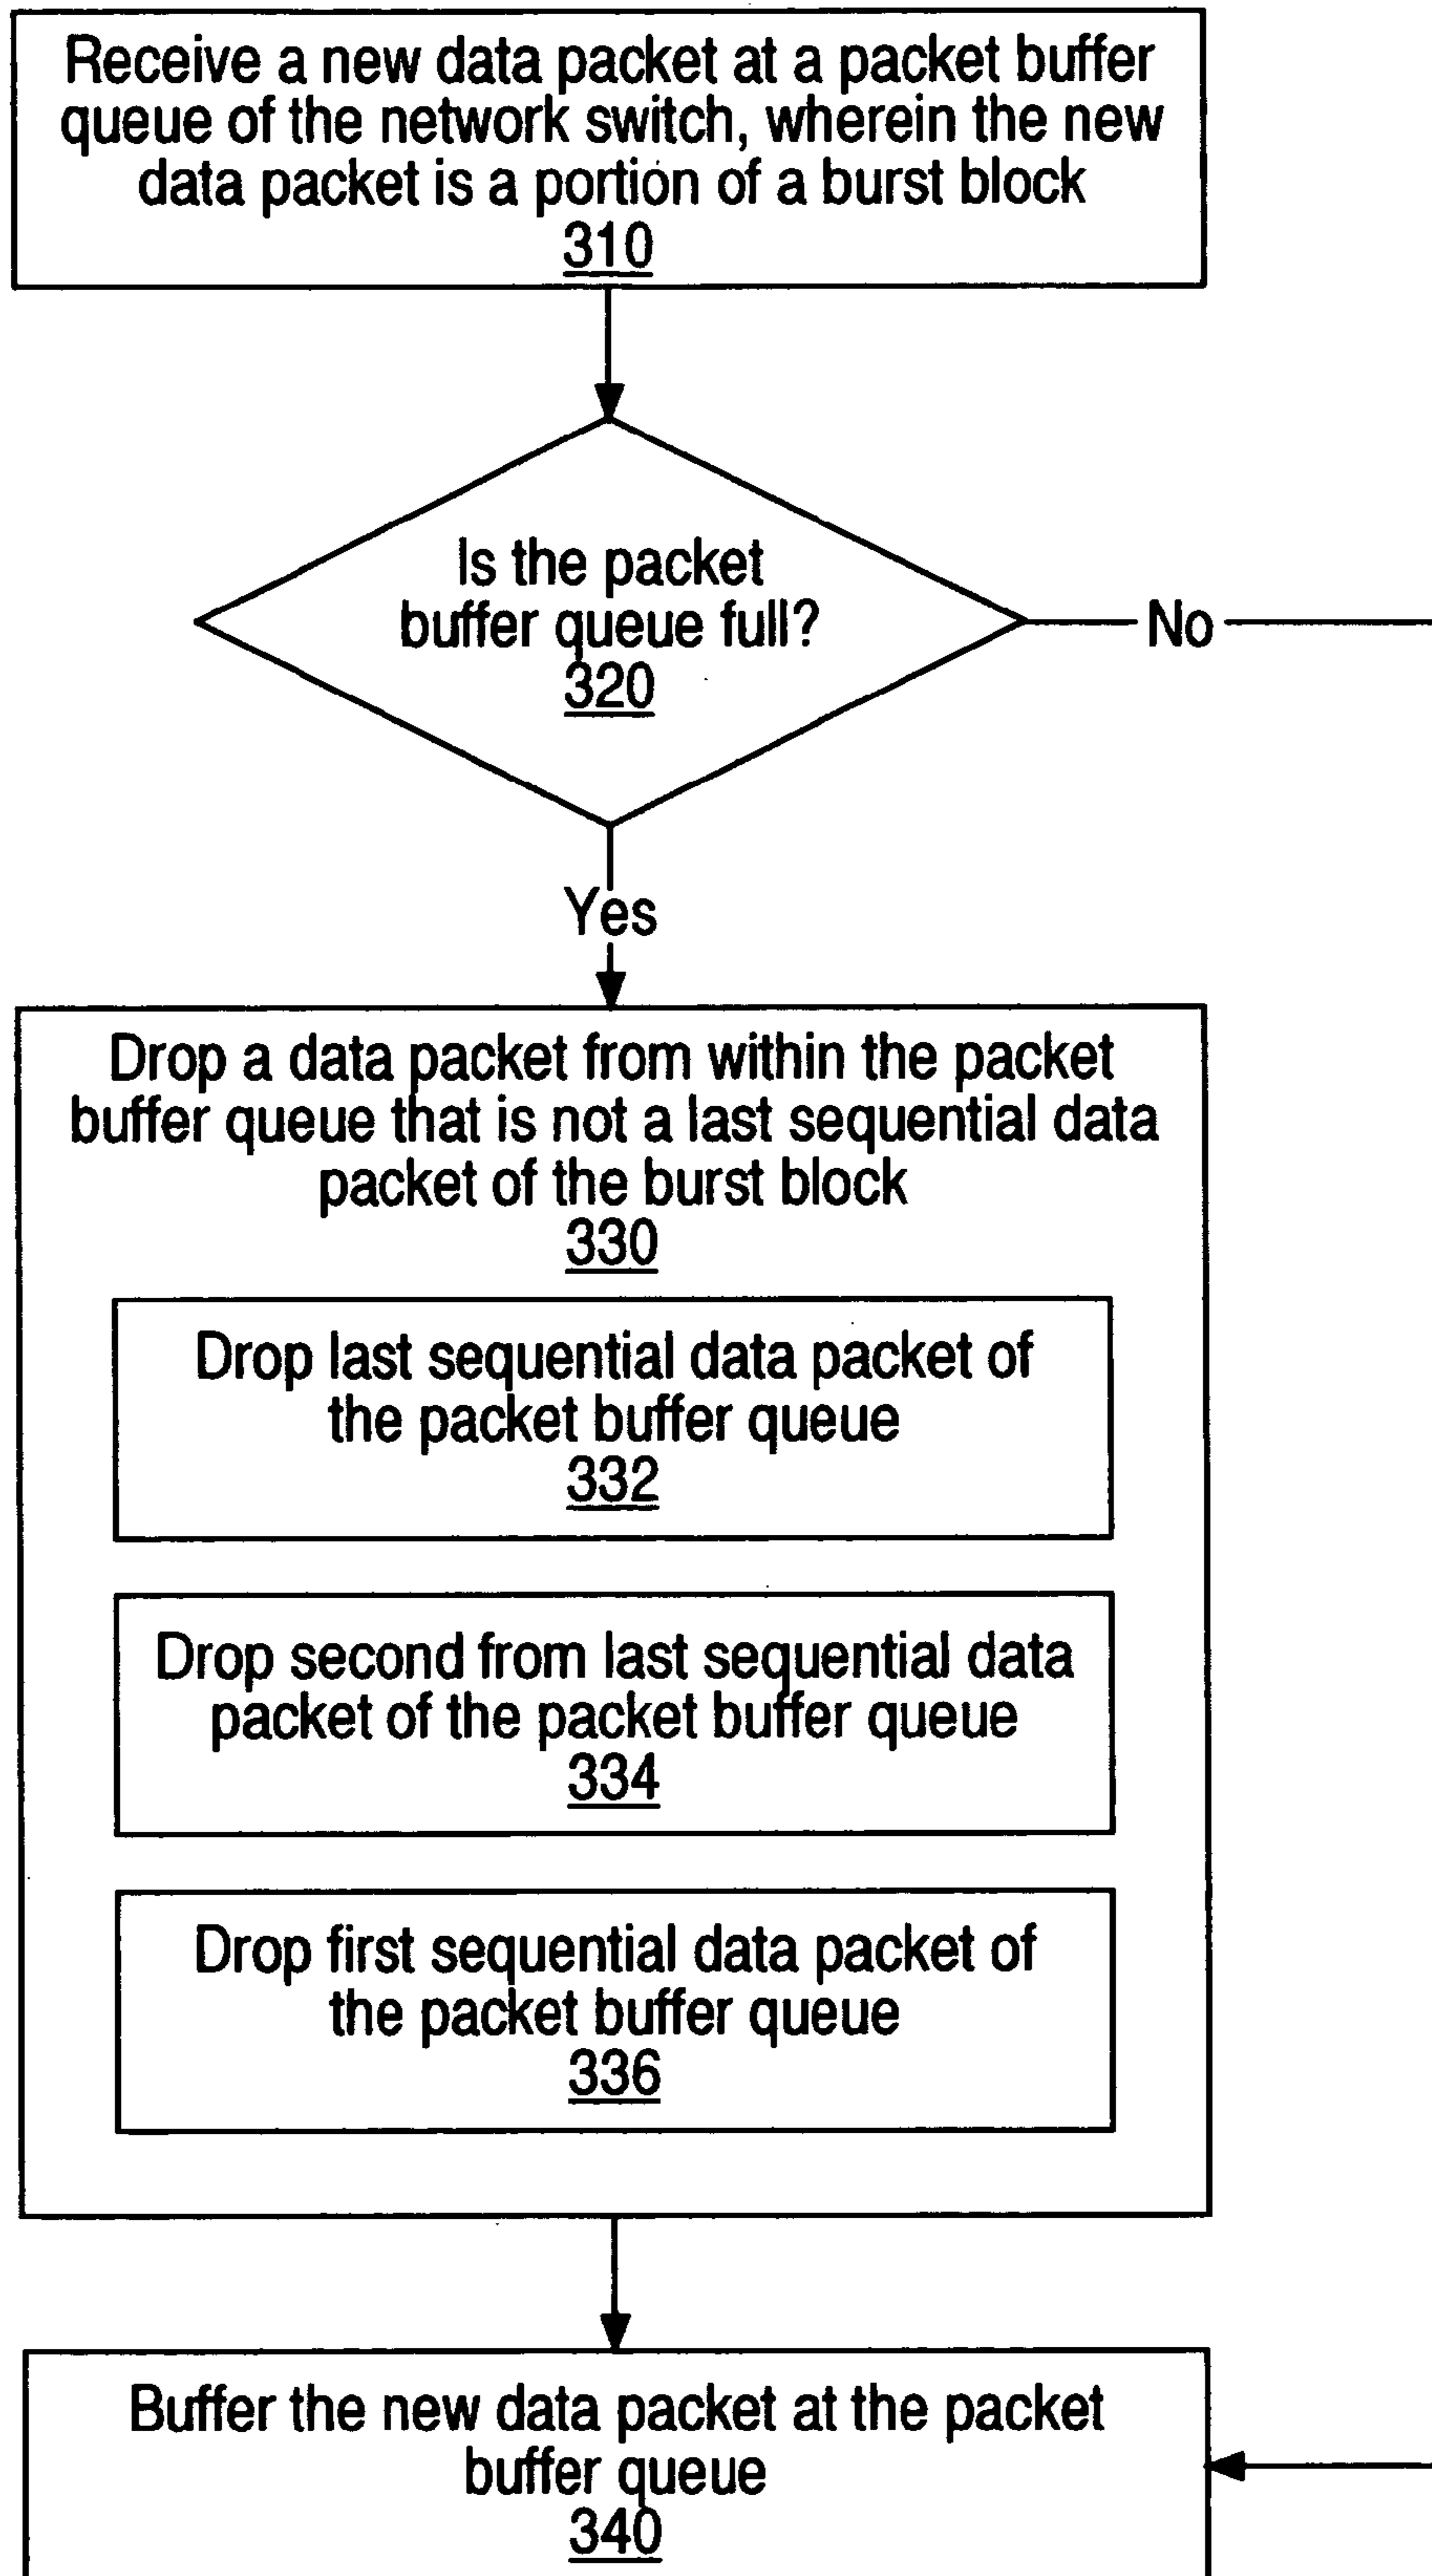 Receive a new data packet at a packet buffer
queue of the network switch, wherein the new
data packet is a portion of a burst block
310
Is the packet
buffer queue full?
320
No
Yes
Drop a data packet from within the packet
buffer queue that is not a last sequential data
packet of the burst block
330
Drop last sequential data packet of
the packet buffer queue
332
Drop second from last sequential data
packet of the packet buffer queue
334
Drop first sequential data packet of
the packet buffer queue
336
Buffer the new data packet at the packet
buffer queue
340